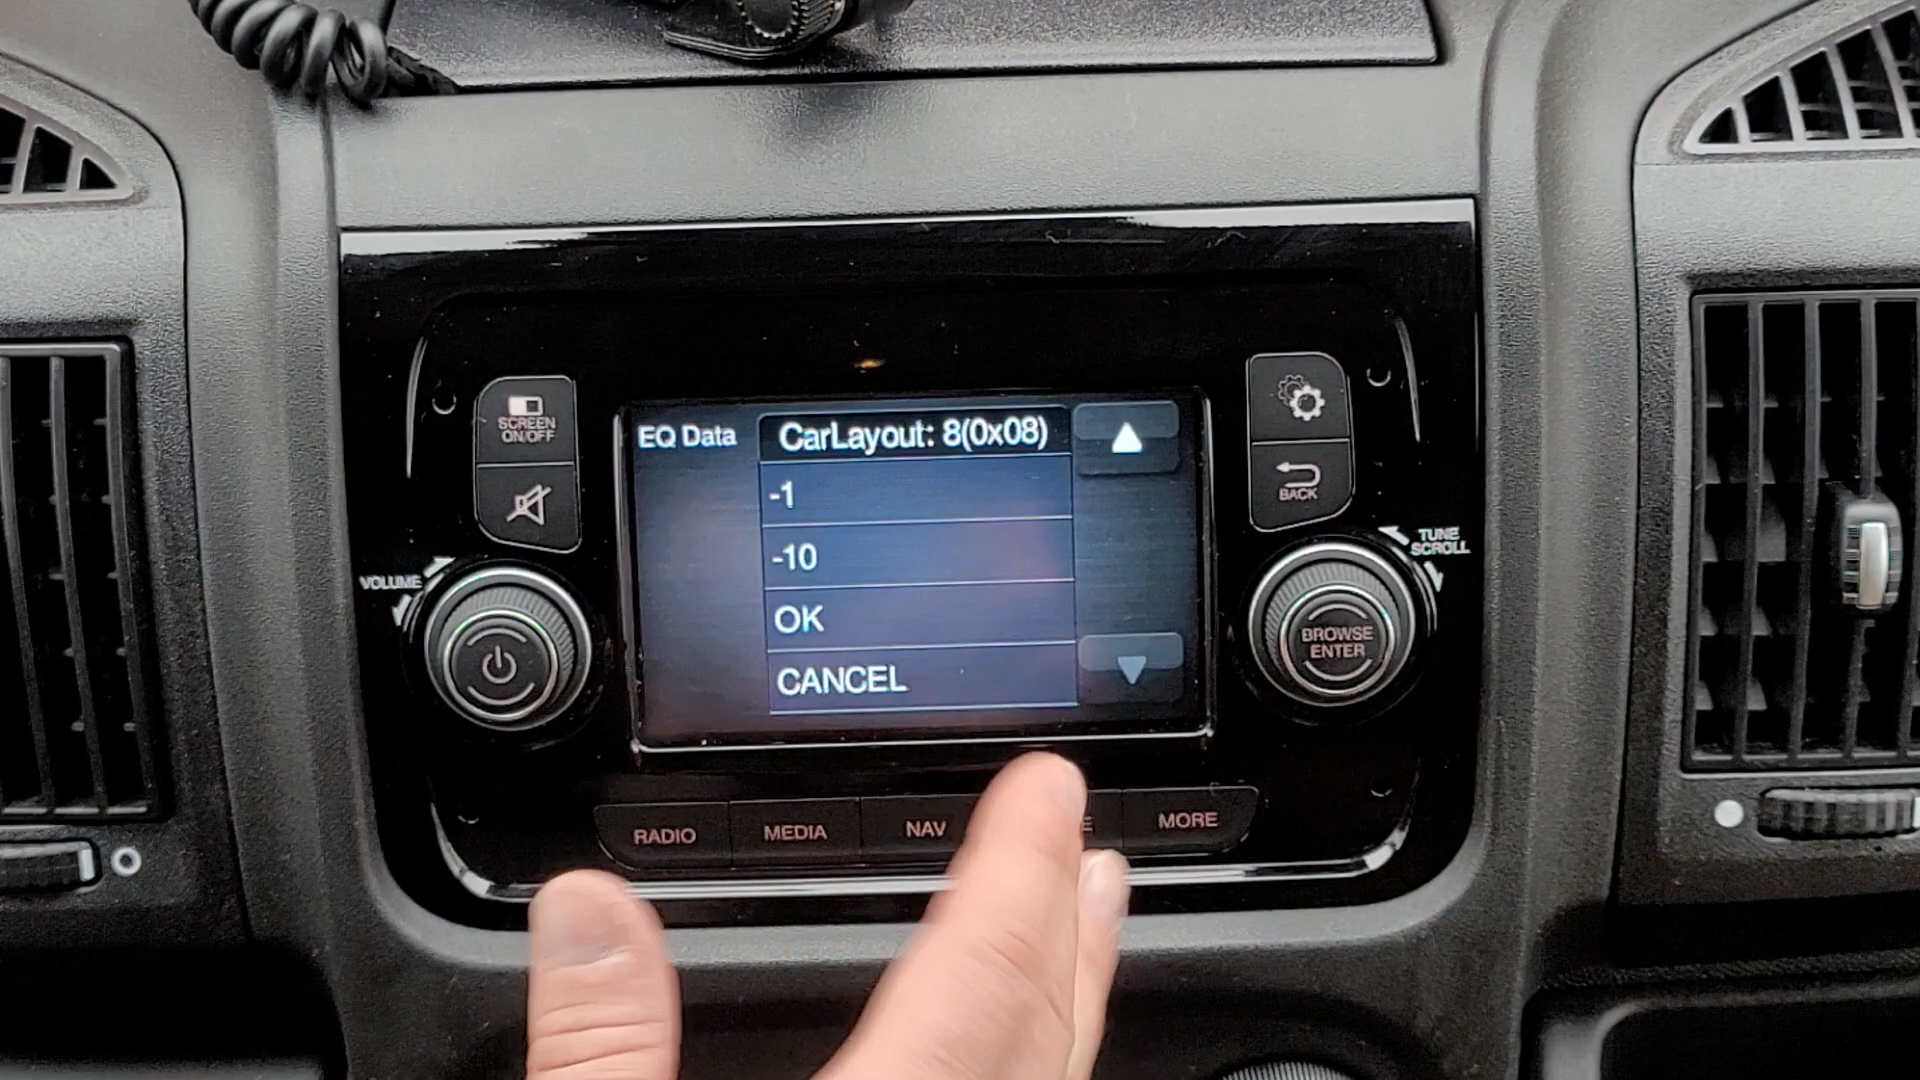 EQ Data
CarLayout: 8(0x08)
-1
-10
OK
CANCEL
SCREEN
ON/OFF
VOLUME
BACK
TUNE
SCROLL
BROWSE
ENTER
RADIO
MEDIA
NAV
MORE